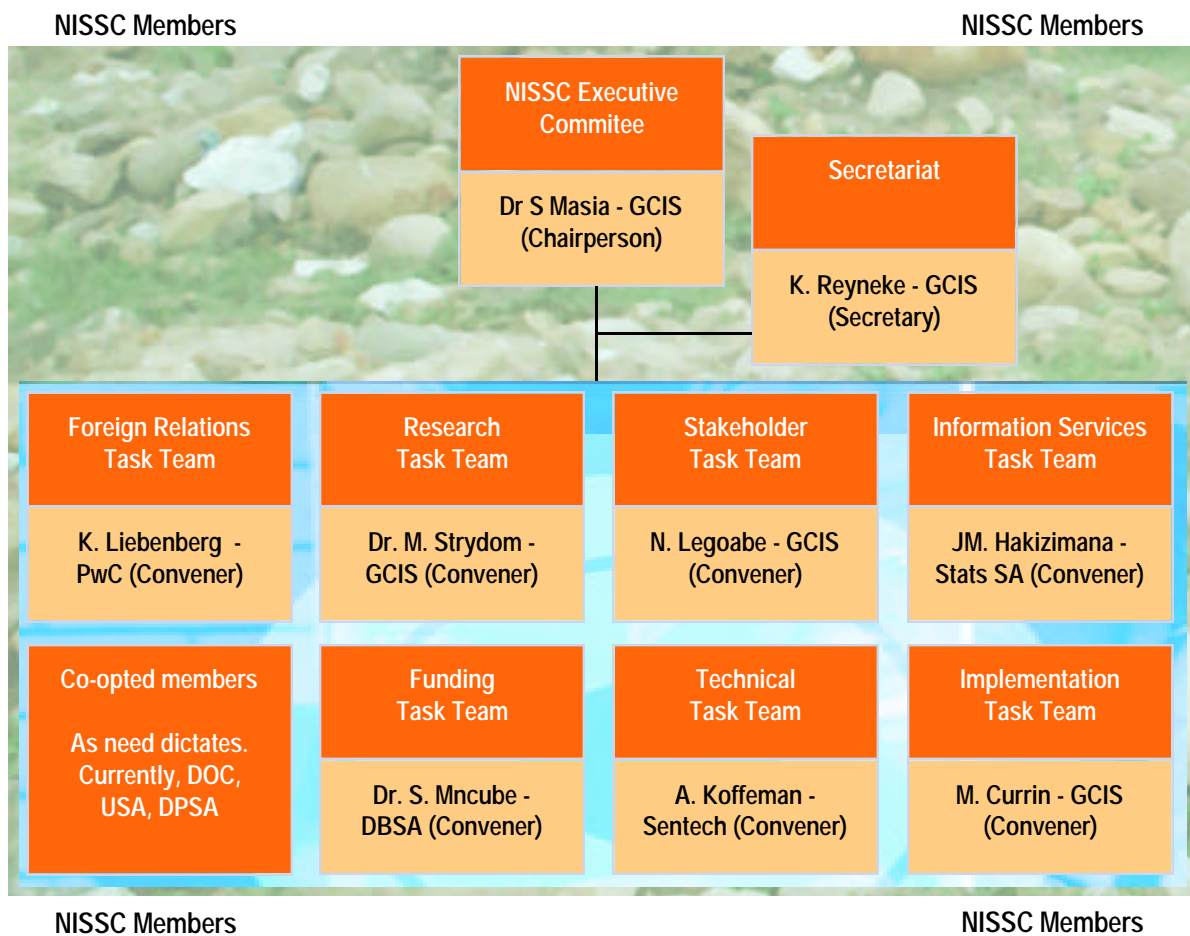 NISSC Members
NISSC Members
NISSC Executive
Commitee
Dr S Masia - GCIS
(Chairperson)
Secretariat
K. Reyneke - GCIS
(Secretary)
Foreign Relations
Task Team
K. Liebenberg -
PwC (Convener)
Research
Task Team
Dr. M. Strydom -
GCIS (Convener)
Stakeholder
Task Team
N. Legoabe - GCIS
(Convener)
Information Services
Task Team
JM. Hakizimana -
Stats SA (Convener)
Co-opted members
As need dictates.
Currently, DOC,
USA, DPSA
Funding
Task Team
Dr. S. Mncube -
DBSA (Convener)
Technical
Task Team
A. Koffeman -
Sentech (Convener)
Implementation
Task Team
M. Currin - GCIS
(Convener)
NISSC Members
NISSC Members